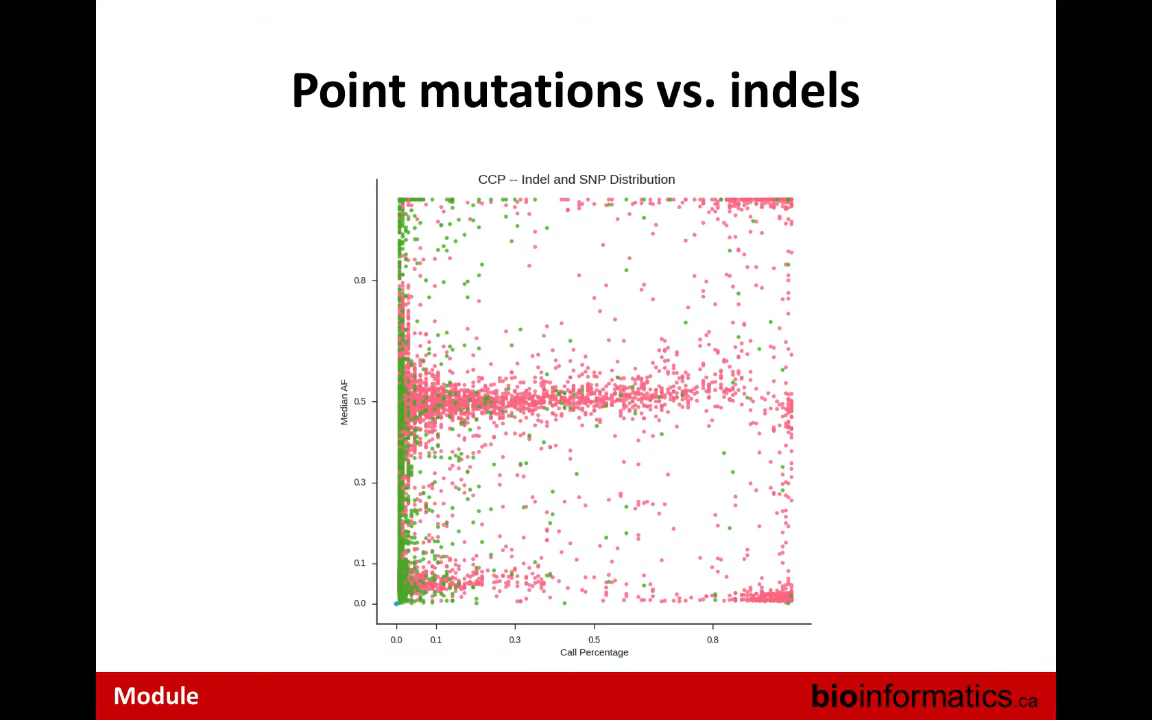 Point mutations vs. indels
CCP -- Indel and SNP Distribution
Median AF
0.8
0.5
0.3
0.1
0.0
0.0 0.1 0.3 0.5 0.8
Call Percentage
Module
bioinformatics.ca